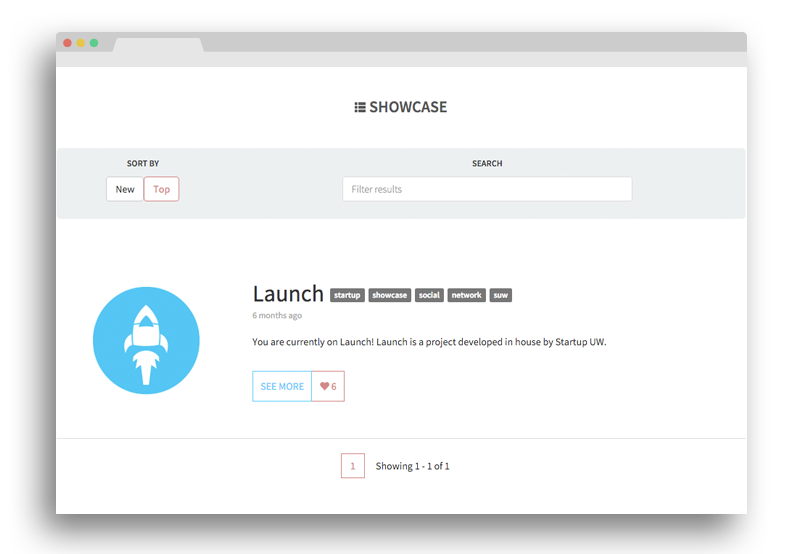 SHOWCASE
SORT BY
SEARCH
New Top
Filter results
Launch startup showcase social network suw
6 months ago
You are currently on Launch! Launch is a project developed in house by Startup UW.
SEE MORE 6
1 Showing 1 - 1 of 1